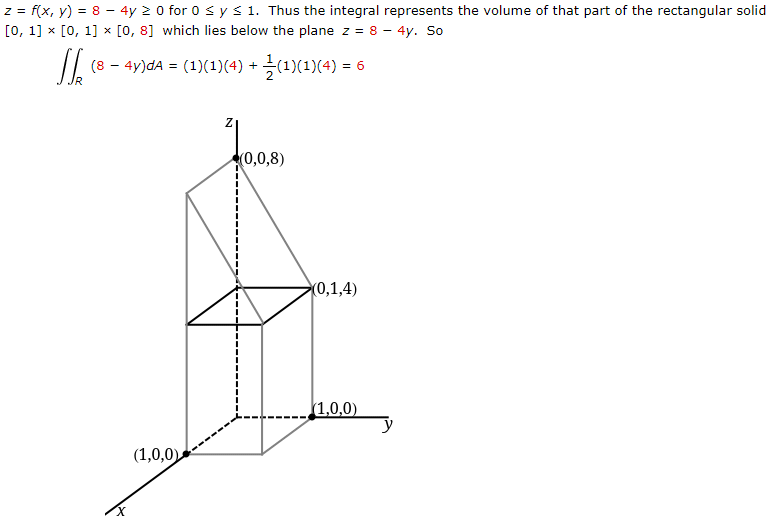 z = f(x, y) = 8 − 4y ≥ 0 for 0 ≤ y ≤ 1. Thus the integral represents the volume of that part of the rectangular solid
[0, 1] × [0, 1] × [0, 8] which lies below the plane z = 8 − 4y. So
∬_R (8 − 4y)dA = (1)(1)(4) + 1/2(1)(1)(4) = 6
z
(0,0,8)
(0,1,4)
(1,0,0)
y
(1,0,0)
x